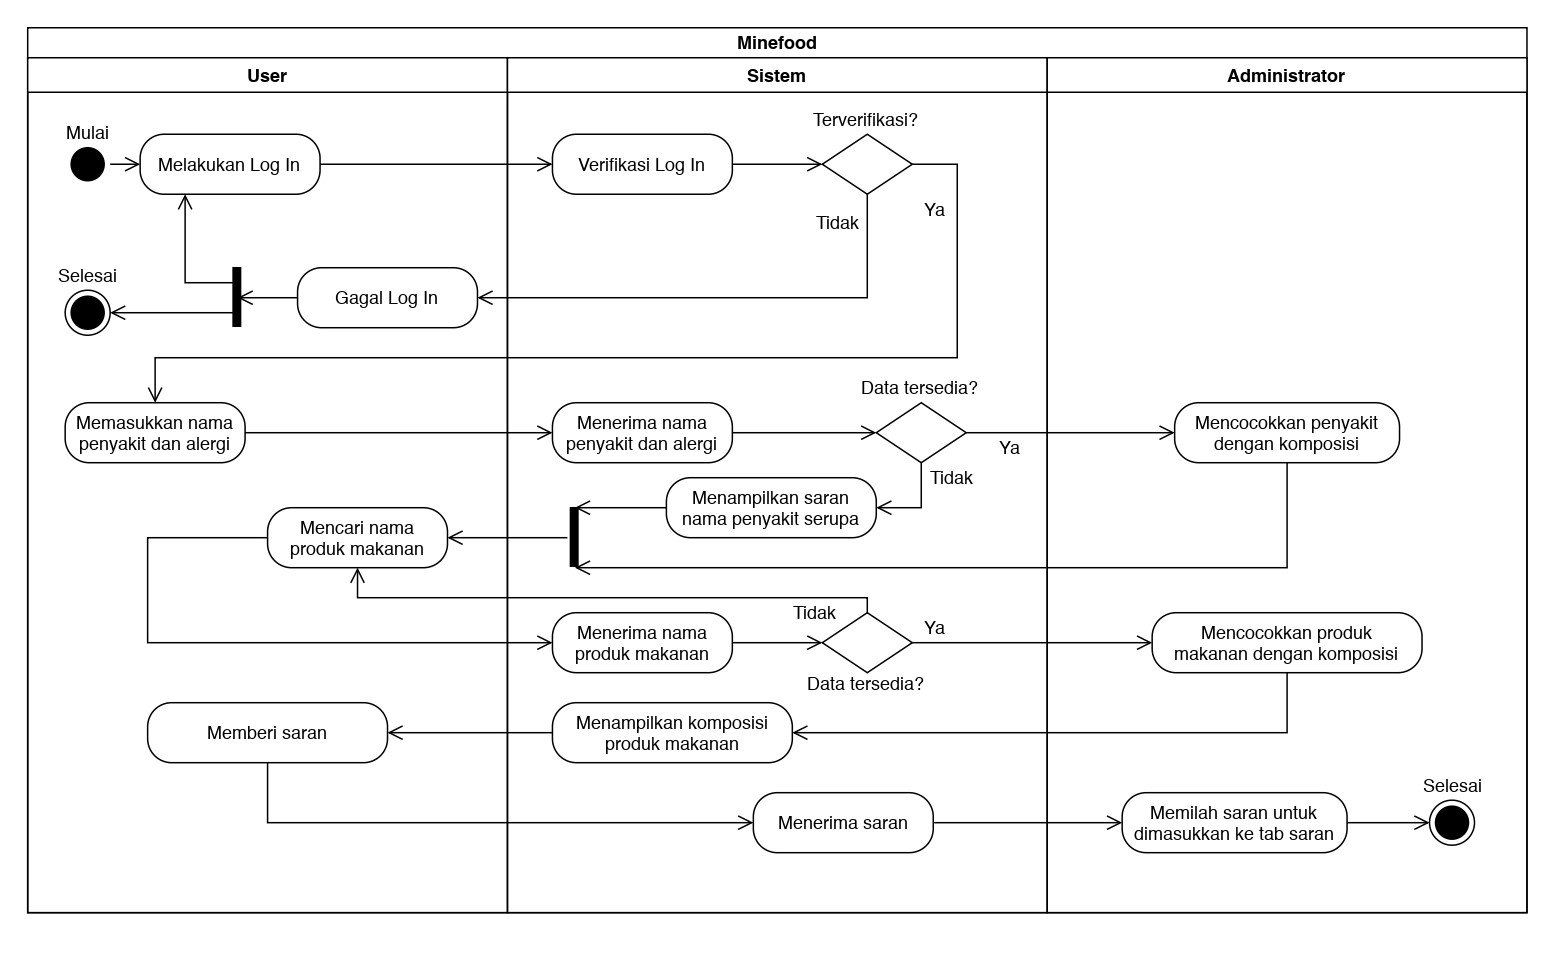 Minefood
User
Sistem
Administrator
Mulai
Melakukan Log In
Verifikasi Log In
Terverifikasi?
Tidak
Ya
Selesai
Gagal Log In
Memasukkan nama
penyakit dan alergi
Menerima nama
penyakit dan alergi
Data tersedia?
Ya
Tidak
Mencocokkan penyakit
dengan komposisi
Menampilkan saran
nama penyakit serupa
Mencari nama
produk makanan
Menerima nama
produk makanan
Tidak
Ya
Data tersedia?
Mencocokkan produk
makanan dengan komposisi
Menampilkan komposisi
produk makanan
Memberi saran
Menerima saran
Memilah saran untuk
dimasukkan ke tab saran
Selesai